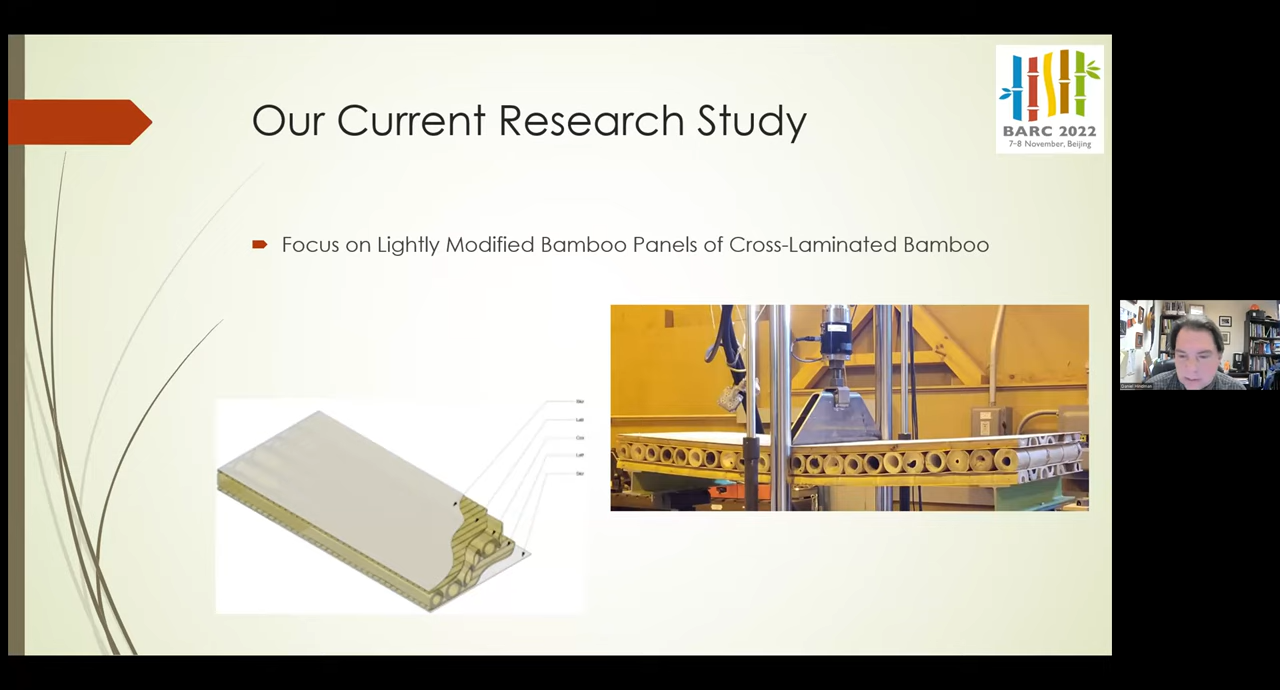 Our Current Research Study
BARC 2022
7-8 November, Beijing
Focus on Lightly Modified Bamboo Panels of Cross-Laminated Bamboo